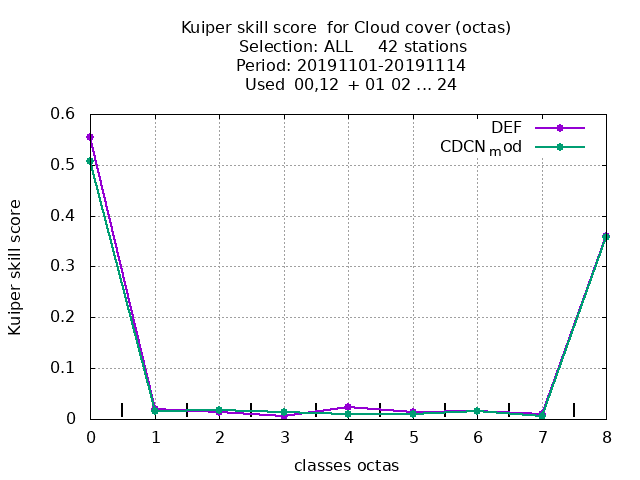 Kuiper skill score  for Cloud cover (octas)
Selection: ALL     42 stations
Period: 20191101-20191114
Used  00,12  + 01 02 ... 24
DEF
CDCNmod
0.6
0.5
0.4
0.3
0.2
0.1
0
Kuiper skill score
0 1 2 3 4 5 6 7 8
classes octas